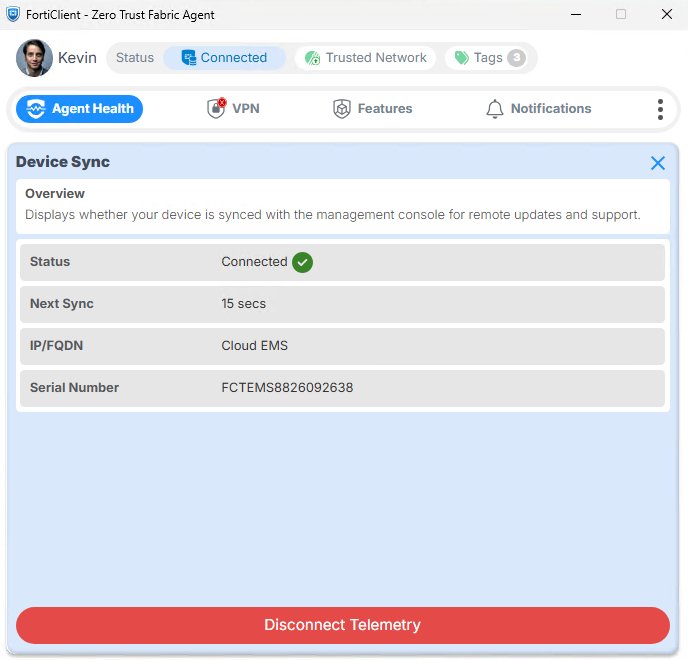 FortiClient - Zero Trust Fabric Agent
Kevin Status Connected Trusted Network Tags 3
Agent Health VPN Features Notifications
Device Sync
Overview
Displays whether your device is synced with the management console for remote updates and support.
Status Connected
Next Sync 15 secs
IP/FQDN Cloud EMS
Serial Number FCTEMS8826092638
Disconnect Telemetry